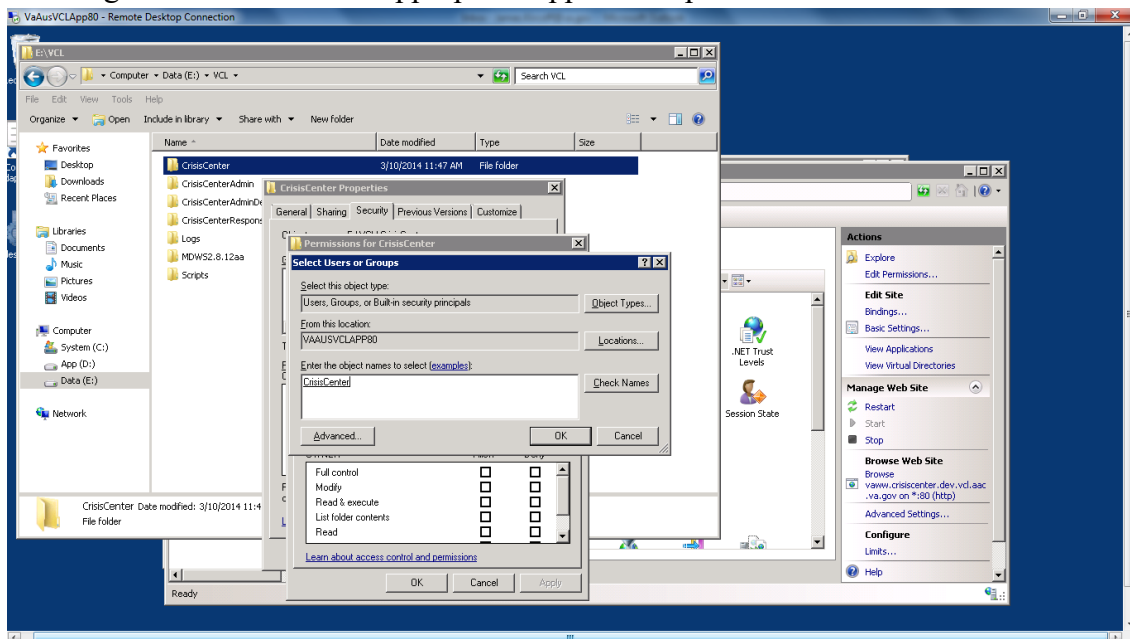 VaAusVCLApp80 - Remote Desktop Connection
E:\VCL
Computer ▾ Data (E:) ▾ VCL ▾
Search VCL
File Edit View Tools Help
Organize ▾ Open Include in library ▾ Share with ▾ New folder
Name
Date modified
Type
Size
Favorites
Desktop
Downloads
Recent Places
Libraries
Documents
Music
Pictures
Videos
Computer
System (C:)
App (D:)
Data (E:)
Network
CrisisCenter 3/10/2014 11:47 AM File folder
CrisisCenterAdmin
CrisisCenterAdminDe
CrisisCenterRespons
Logs
MDWS2.8.12aa
Scripts
CrisisCenter Date modified: 3/10/2014 11:4
File folder
CrisisCenter Properties
General Sharing Security Previous Versions Customize
Permissions for CrisisCenter
Select Users or Groups
Select this object type:
Users, Groups, or Built-in security principals
Object Types...
From this location:
VAAUSVCLAPP80
Locations...
Enter the object names to select (examples):
CrisisCenter
Check Names
Advanced...
OK
Cancel
Full control
Modify
Read & execute
List folder contents
Read
Learn about access control and permissions
OK
Cancel
Apply
.NET Trust
Levels
Session State
Actions
Explore
Edit Permissions...
Edit Site
Bindings...
Basic Settings...
View Applications
View Virtual Directories
Manage Web Site
Restart
Start
Stop
Browse Web Site
Browse
vaww.crisiscenter.dev.vcl.aac
.va.gov on *:80 (http)
Advanced Settings...
Configure
Limits...
Help
Ready